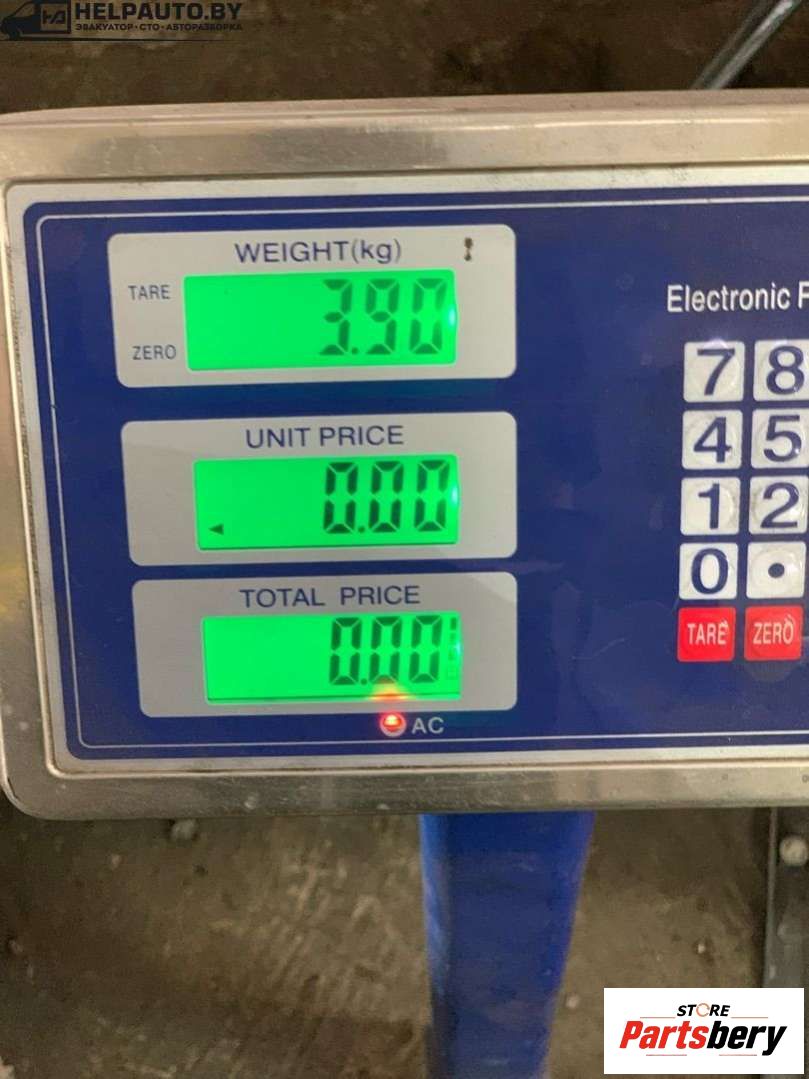 HELPAUTO.BY
ЭВАКУАТОР·СТО·АВТОРАЗБОРКА
WEIGHT(kg)
TARE
3.90
ZERO
UNIT PRICE
0.00
TOTAL PRICE
0.00
AC
Electronic
7 8
4 5
1 2
0 •
TARE ZERO
STORE
Partsbery